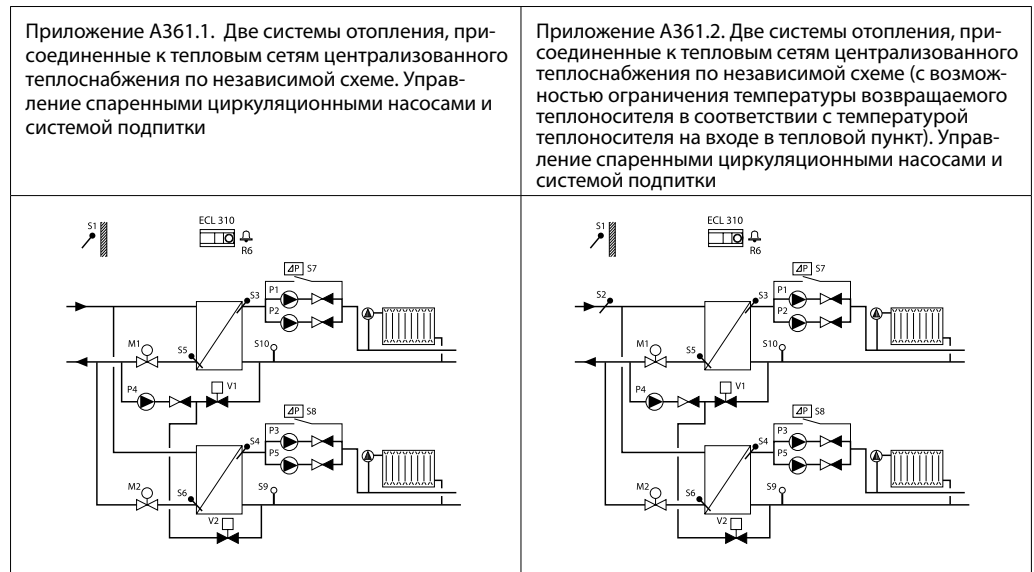 Приложение A361.1. Две системы отопления, при-
соединенные к тепловым сетям централизованного
теплоснабжения по независимой схеме. Управ-
ление спаренными циркуляционными насосами и
системой подпитки
Приложение A361.2. Две системы отопления, при-
соединенные к тепловым сетям централизованного
теплоснабжения по независимой схеме (с возмож-
ностью ограничения температуры возвращаемого
теплоносителя в соответствии с температурой
теплоносителя на входе в тепловой пункт). Управ-
ление спаренными циркуляционными насосами и
системой подпитки
S1
ECL 310
R6
ΔP S7
S3
P1
P2
M1
S5
S10
P4
V1
ΔP S8
P3
S4
P5
M2
S6
S9
V2
S1
ECL 310
R6
ΔP S7
S2
S3
P1
P2
M1
S5
S10
P4
V1
ΔP S8
P3
S4
P5
M2
S6
S9
V2